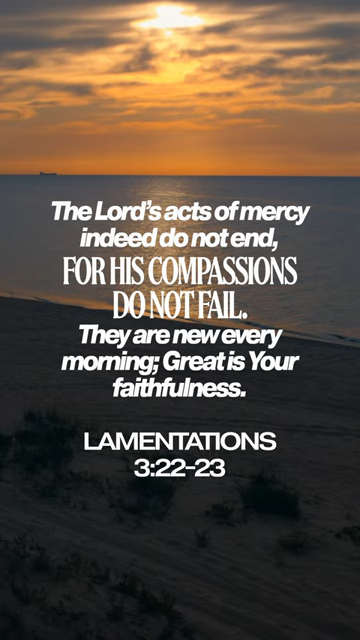 The Lord's acts of mercy
indeed do not end,
FOR HIS COMPASSIONS
DO NOT FAIL.
They are new every
morning; Great is Your
faithfulness.
LAMENTATIONS
3:22-23